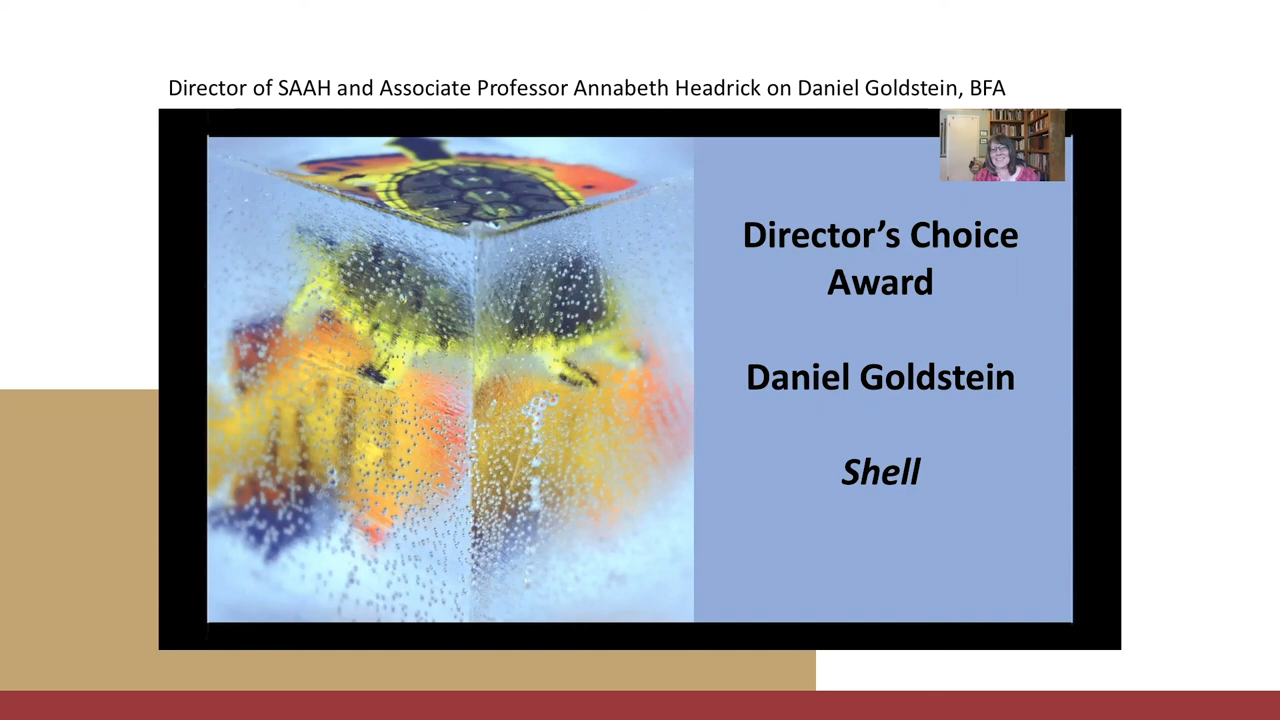 Director of SAAH and Associate Professor Annabeth Headrick on Daniel Goldstein, BFA
Director’s Choice
Award
Daniel Goldstein
Shell